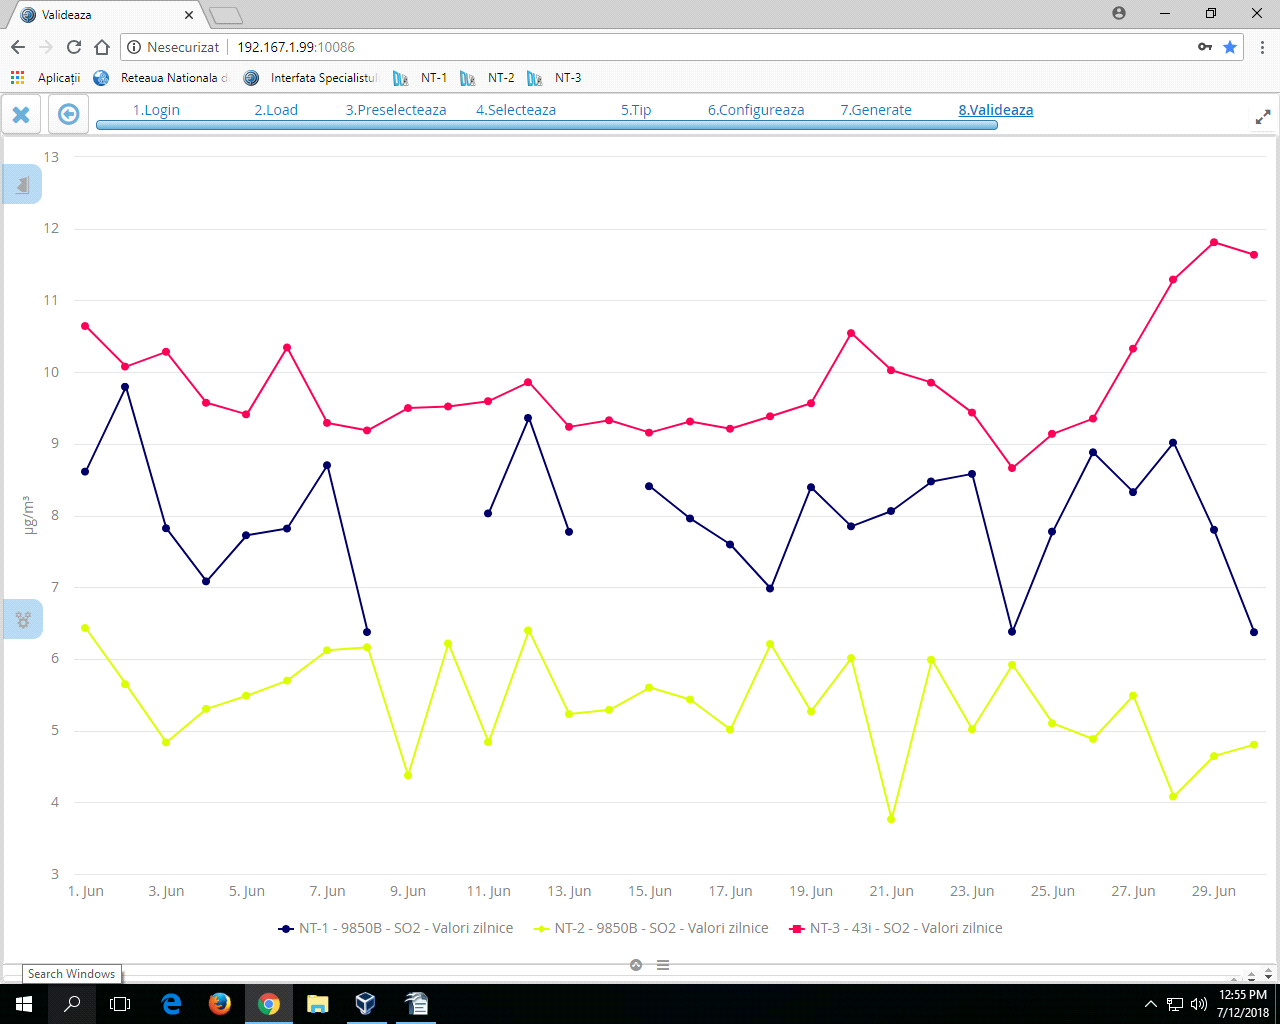 Valideaza
Nesecurizat 192.167.1.99:10086
Aplicații Reteaua Nationala d Interfata Specialistulu NT-1 NT-2 NT-3
1.Login 2.Load 3.Preselecteaza 4.Selecteaza 5.Tip 6.Configureaza 7.Generate 8.Valideaza
13
12
11
10
9
8
7
6
5
4
3
µg/m³
1. Jun 3. Jun 5. Jun 7. Jun 9. Jun 11. Jun 13. Jun 15. Jun 17. Jun 19. Jun 21. Jun 23. Jun 25. Jun 27. Jun 29. Jun
NT-1 - 9850B - SO2 - Valori zilnice NT-2 - 9850B - SO2 - Valori zilnice NT-3 - 43i - SO2 - Valori zilnice
Search Windows
12:55 PM
7/12/2018